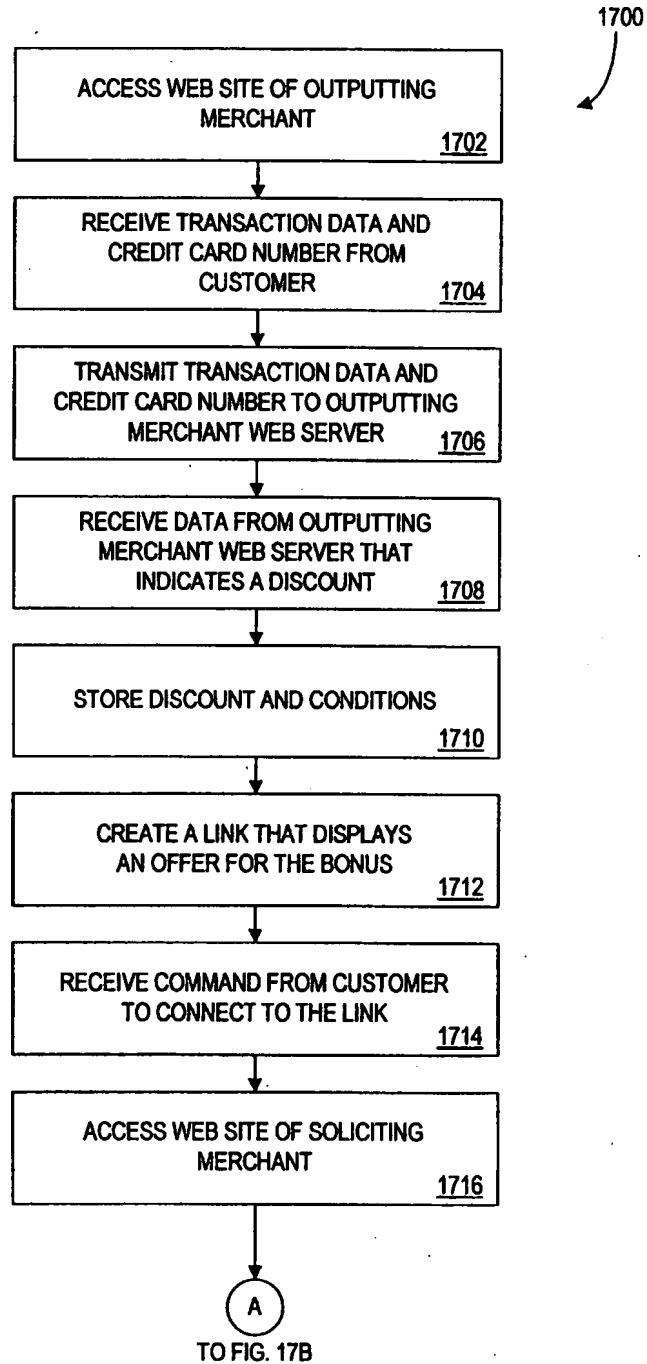 1700
ACCESS WEB SITE OF OUTPUTTING
MERCHANT
1702
RECEIVE TRANSACTION DATA AND
CREDIT CARD NUMBER FROM
CUSTOMER
1704
TRANSMIT TRANSACTION DATA AND
CREDIT CARD NUMBER TO OUTPUTTING
MERCHANT WEB SERVER
1706
RECEIVE DATA FROM OUTPUTTING
MERCHANT WEB SERVER THAT
INDICATES A DISCOUNT
1708
STORE DISCOUNT AND CONDITIONS
1710
CREATE A LINK THAT DISPLAYS
AN OFFER FOR THE BONUS
1712
RECEIVE COMMAND FROM CUSTOMER
TO CONNECT TO THE LINK
1714
ACCESS WEB SITE OF SOLICITING
MERCHANT
1716
A
TO FIG. 17B